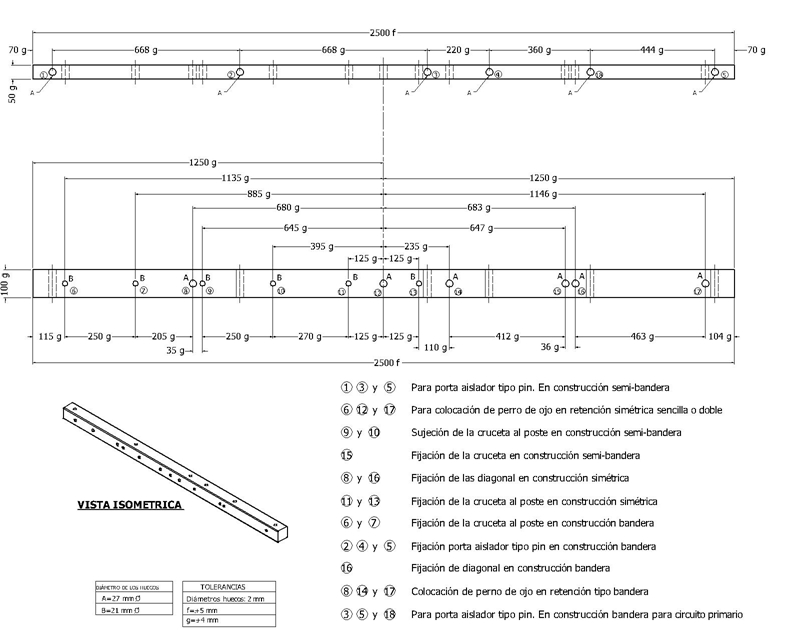 2500 f
70 g
668 g
668 g
220 g
360 g
444 g
70 g
1 2 3 4 18 5
A A A A A A
50 g
1250 g
1135 g
1250 g
885 g
1146 g
680 g
683 g
645 g
647 g
395 g
235 g
125 g
125 g
B B A B B B A B A A A A
6 7 8 9 10 11 12 13 14 15 16 17
100 g
115 g
250 g
205 g
250 g
270 g
125 g
125 g
412 g
463 g
104 g
35 g
110 g
36 g
2500 f
1 3 y 5 Para porta aislador tipo pin. En construcción semi-bandera
6 12 y 17 Para colocación de perro de ojo en retención simétrica sencilla o doble
9 y 10 Sujeción de la cruceta al poste en construcción semi-bandera
15 Fijación de la cruceta en construcción semi-bandera
8 y 16 Fijación de las diagonal en construcción simétrica
11 y 13 Fijación de la cruceta al poste en construcción simétrica
6 y 7 Fijación de la cruceta al poste en construcción bandera
2 4 y 5 Fijación porta aislador tipo pin en construcción bandera
16 Fijación de diagonal en construcción bandera
8 14 y 17 Colocación de perno de ojo en retención tipo bandera
3 5 y 18 Para porta aislador tipo pin. En construcción bandera para circuito primario
VISTA ISOMETRICA
DIÁMETRO DE LOS HUECOS
A=27 mm Ø
B=21 mm Ø
TOLERANCIAS
Diámetros huecos: 2 mm
f=±5 mm
g=±4 mm